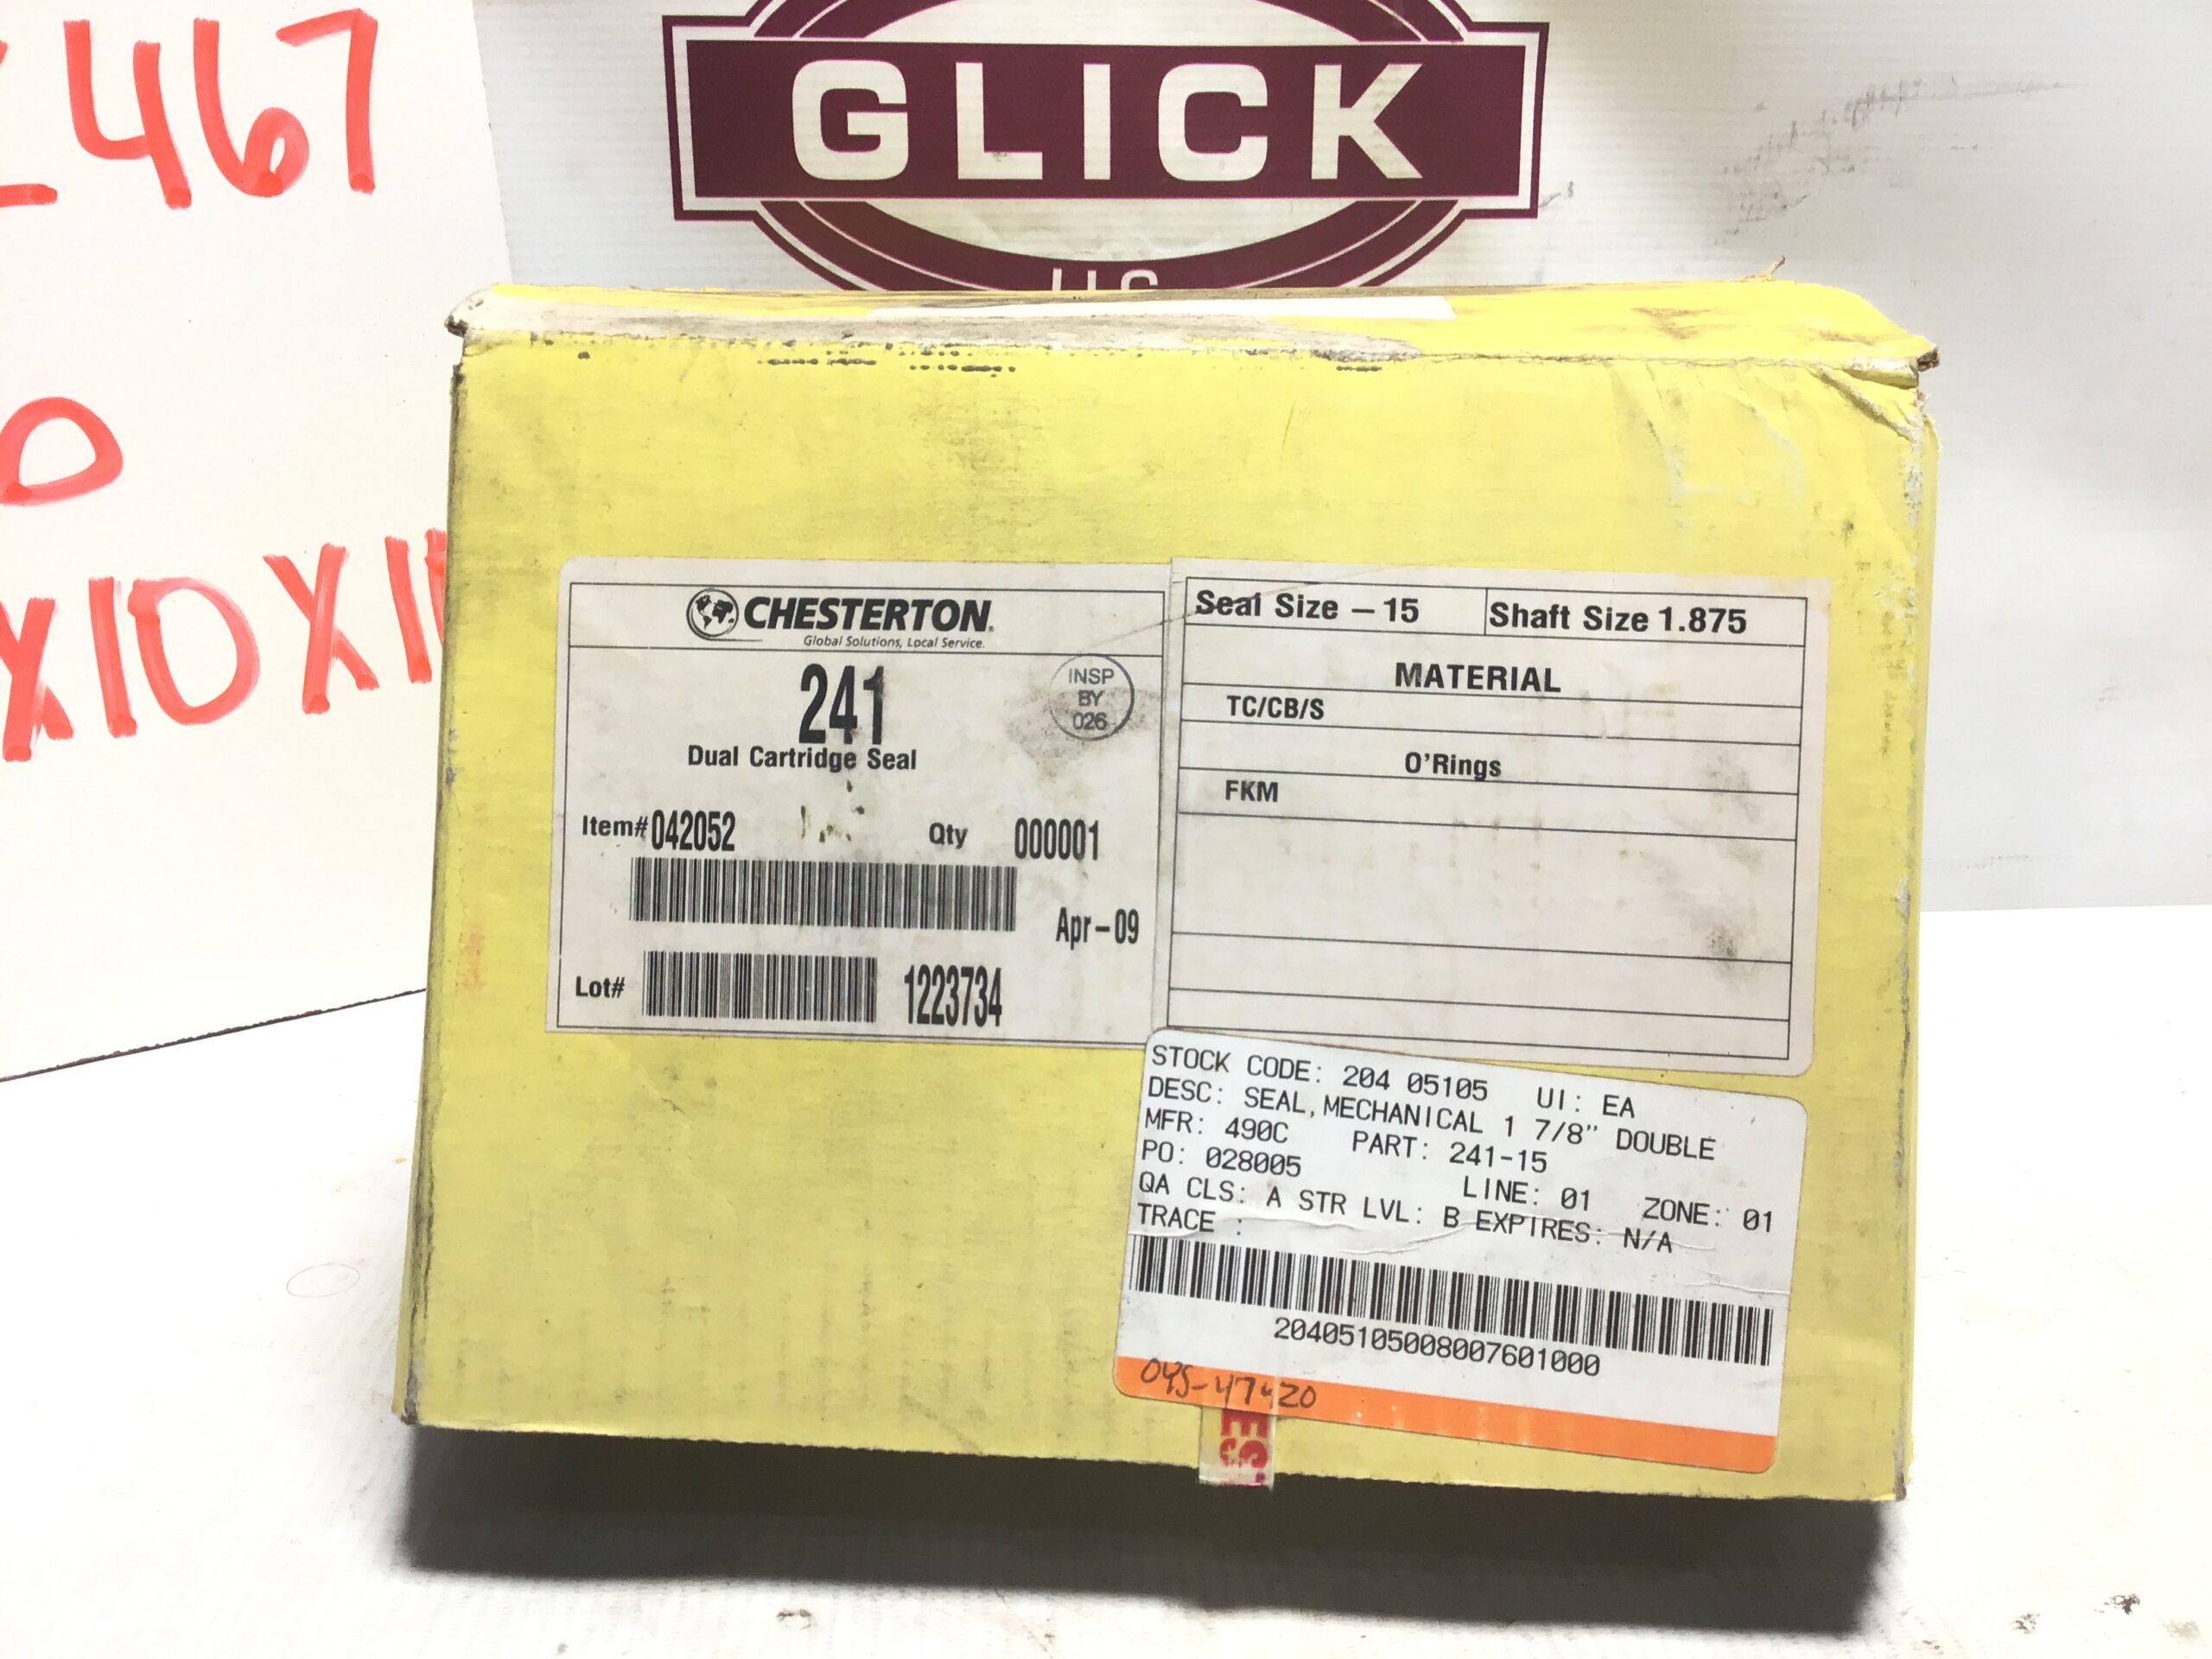 467
GLICK
0
X10X1
CHESTERTON
Global Solutions, Local Service.
241
INSP
BY
026
Dual Cartridge Seal
Item# 042052 Qty 000001
Apr-09
Lot# 1223734
Seal Size -15 Shaft Size 1.875
MATERIAL
TC/CB/S
O'Rings
FKM
STOCK CODE: 204 05105 UI: EA
DESC: SEAL,MECHANICAL 1 7/8" DOUBLE
MFR: 490C PART: 241-15
PO: 028005 LINE: 01 ZONE: 01
QA CLS: A STR LVL: B EXPIRES: N/A
TRACE :
20405105008007601000
ES